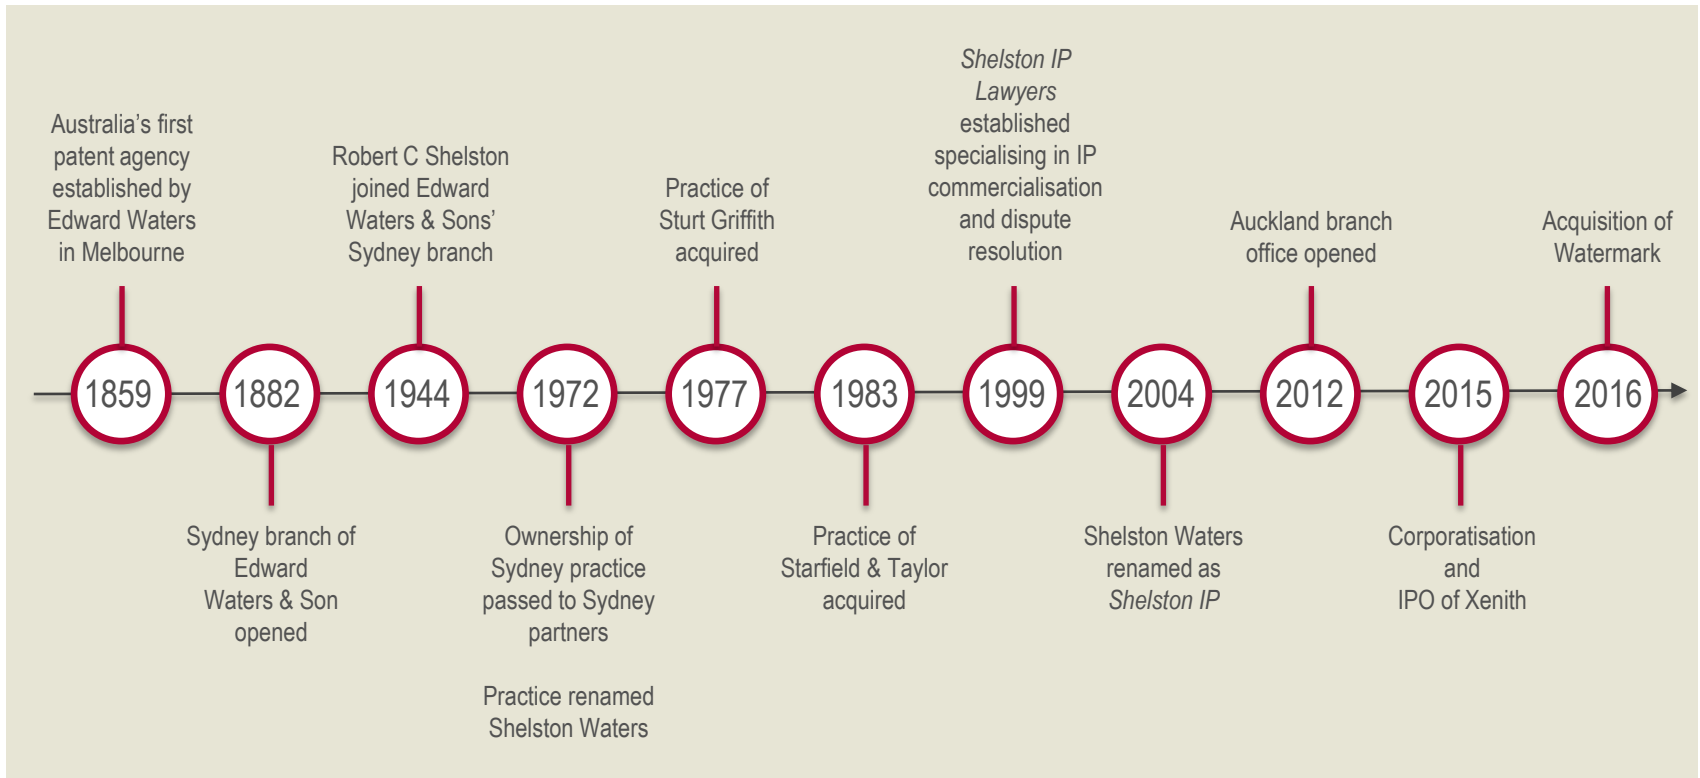 Australia’s first
patent agency
established by
Edward Waters
in Melbourne
1859
Sydney branch of
Edward
Waters & Son
opened
1882
Robert C Shelston
joined Edward
Waters & Sons’
Sydney branch
1944
1972
Ownership of
Sydney practice
passed to Sydney
partners
Practice renamed
Shelston Waters
Practice of
Sturt Griffith
acquired
1977
1983
Practice of
Starfield & Taylor
acquired
Shelston IP
Lawyers
established
specialising in IP
commercialisation
and dispute
resolution
1999
2004
Shelston Waters
renamed as
Shelston IP
Auckland branch
office opened
2012
2015
Corporatisation
and
IPO of Xenith
Acquisition of
Watermark
2016